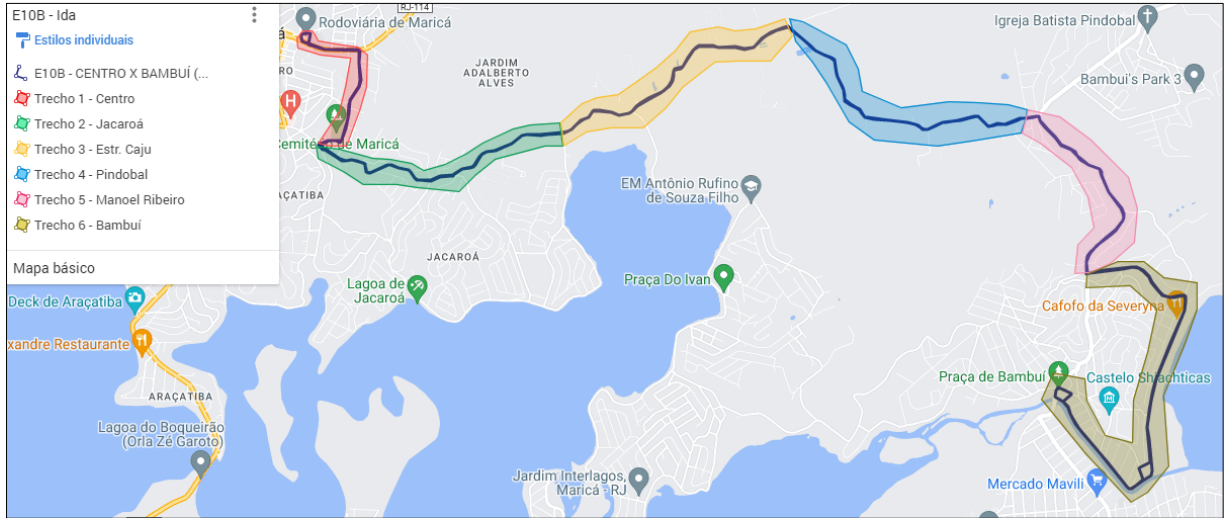 E10B - Ida
Estilos individuais
E10B - CENTRO X BAMBUÍ (...
Trecho 1 - Centro
Trecho 2 - Jacaroá
Trecho 3 - Estr. Caju
Trecho 4 - Pindobal
Trecho 5 - Manoel Ribeiro
Trecho 6 - Bambuí
Mapa básico
RJ-114
Rodoviária de Maricá
á
RO
H
JARDIM
ADALBERTO
ALVES
Igreja Batista Pindobal
Bambui's Park 3
Cemitério de Maricá
ÇATIBA
EM Antônio Rufino
de Souza Filho
JACAROÁ
Lagoa de
Jacaroá
Praça Do Ivan
Deck de Araçatiba
Cafofo da Severyna
xandre Restaurante
Praça de Bambuí
ARAÇATIBA
Lagoa do Boqueirão
(Orla Zé Garoto)
Jardim Interlagos,
Maricá - RJ
Mercado Mavili